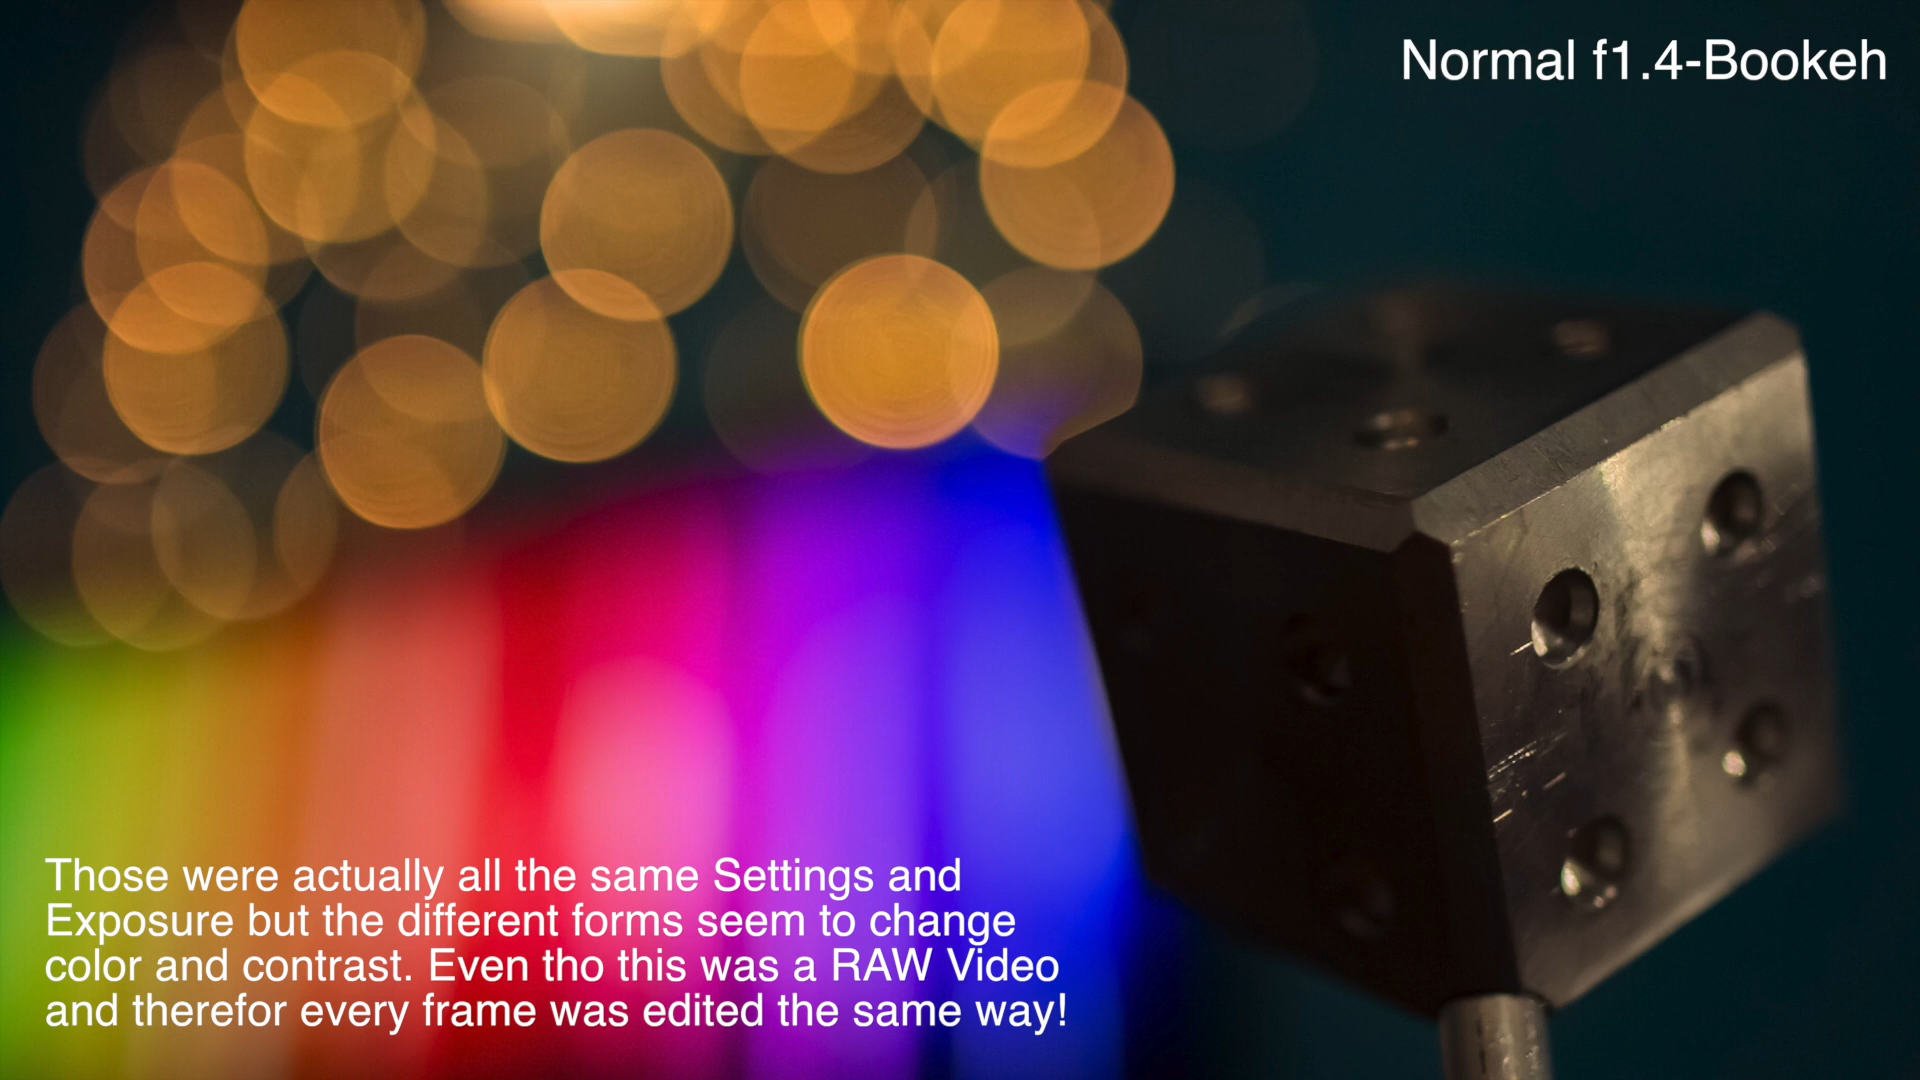 Normal f1.4-Bookeh
Those were actually all the same Settings and
Exposure but the different forms seem to change
color and contrast. Even tho this was a RAW Video
and therefor every frame was edited the same way!